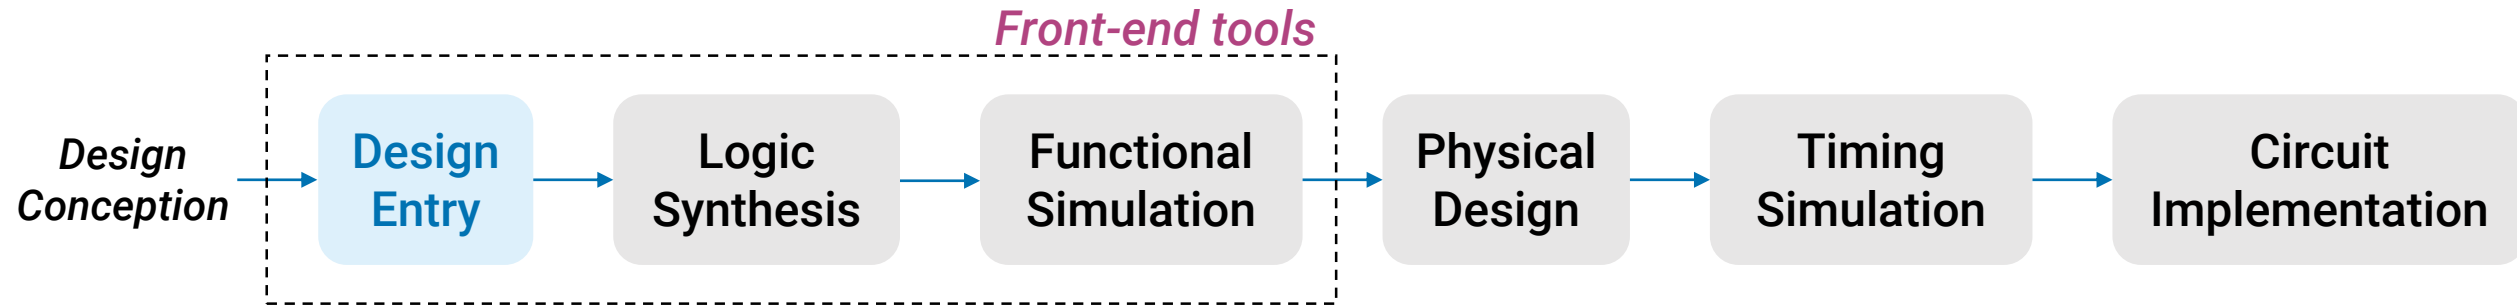 Front-end tools
Design
Conception
Design
Entry
Logic
Synthesis
Functional
Simulation
Physical
Design
Timing
Simulation
Circuit
Implementation